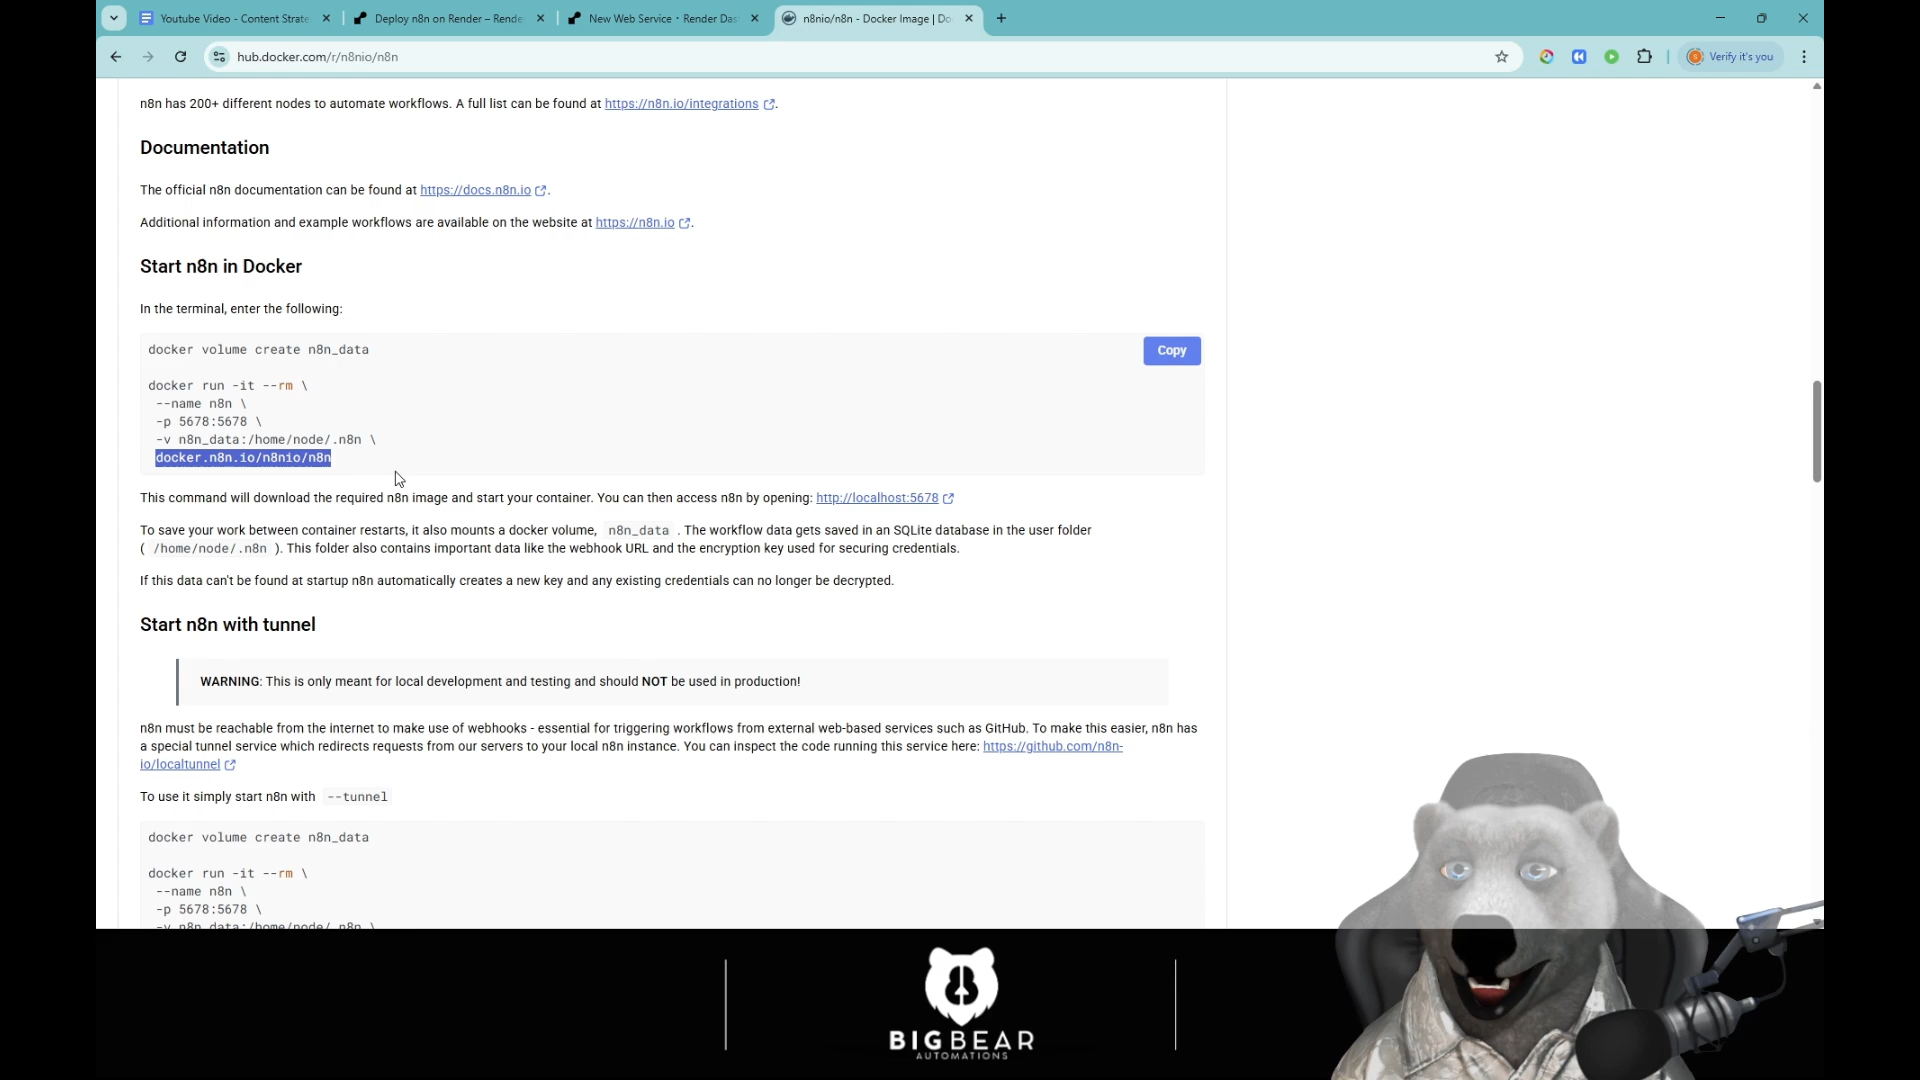 Youtube Video - Content Strate
Deploy n8n on Render – Rende
New Web Service · Render Das
n8nio/n8n - Docker Image | Do
hub.docker.com/r/n8nio/n8n
Verify it's you
n8n has 200+ different nodes to automate workflows. A full list can be found at https://n8n.io/integrations.
Documentation
The official n8n documentation can be found at https://docs.n8n.io.
Additional information and example workflows are available on the website at https://n8n.io.
Start n8n in Docker
In the terminal, enter the following:
docker volume create n8n_data
Copy
docker run -it --rm \
--name n8n \
-p 5678:5678 \
-v n8n_data:/home/node/.n8n \
docker.n8n.io/n8nio/n8n
This command will download the required n8n image and start your container. You can then access n8n by opening: http://localhost:5678
To save your work between container restarts, it also mounts a docker volume, n8n_data . The workflow data gets saved in an SQLite database in the user folder
( /home/node/.n8n ). This folder also contains important data like the webhook URL and the encryption key used for securing credentials.
If this data can't be found at startup n8n automatically creates a new key and any existing credentials can no longer be decrypted.
Start n8n with tunnel
WARNING: This is only meant for local development and testing and should NOT be used in production!
n8n must be reachable from the internet to make use of webhooks - essential for triggering workflows from external web-based services such as GitHub. To make this easier, n8n has
a special tunnel service which redirects requests from our servers to your local n8n instance. You can inspect the code running this service here: https://github.com/n8n-
io/localtunnel
To use it simply start n8n with --tunnel
docker volume create n8n_data
docker run -it --rm \
--name n8n \
-p 5678:5678 \
-v n8n_data:/home/node/.n8n \
BIGBEAR
AUTOMATIONS